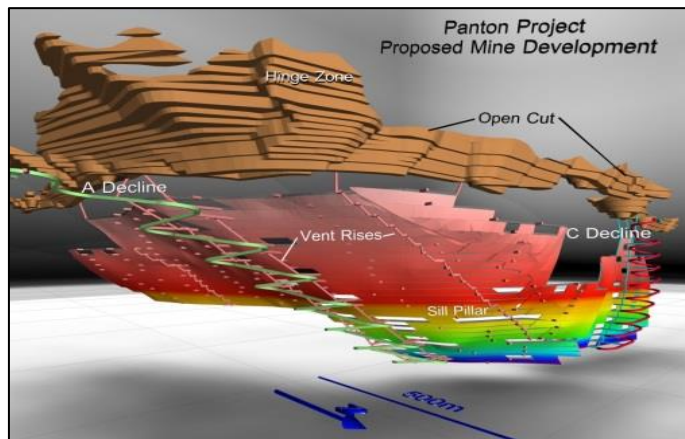 Panton Project
Proposed Mine Development
Hinge Zone
Open Cut
A Decline
Vent Rises
C Decline
Sill Pillar
500m